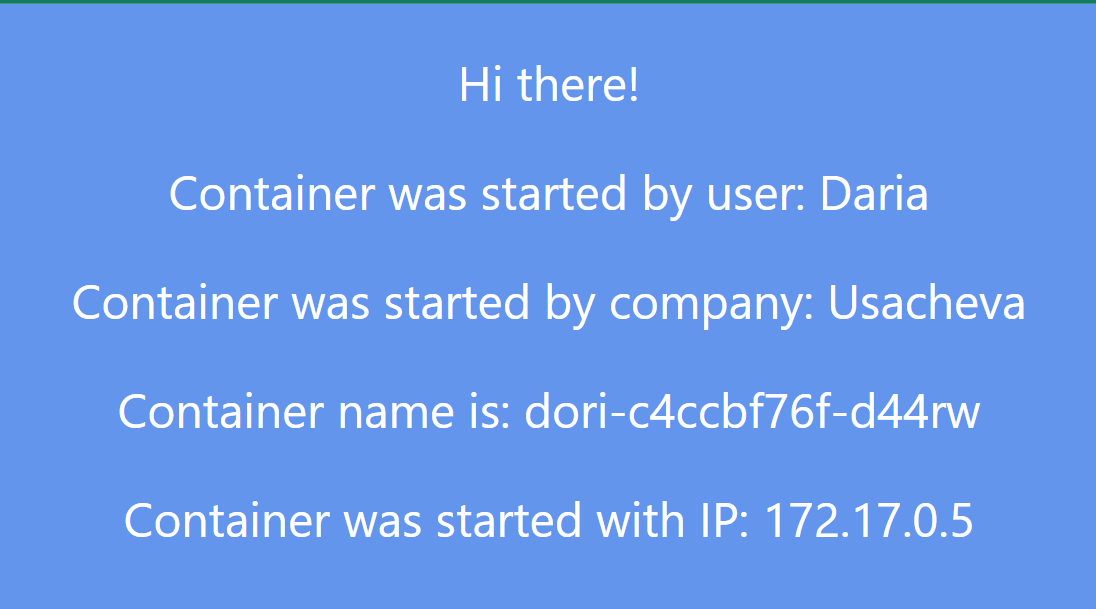 Hi there!
Container was started by user: Daria
Container was started by company: Usacheva
Container name is: dori-c4ccbf76f-d44rw
Container was started with IP: 172.17.0.5